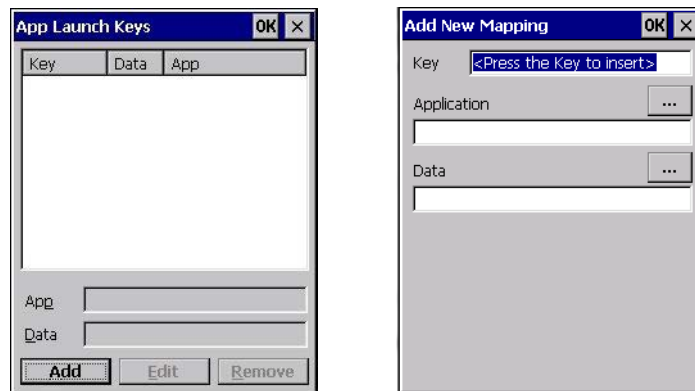 App Launch Keys OK ×
Key Data App
App
Data
Add Edit Remove
Add New Mapping OK ×
Key <Press the Key to insert>
Application ...
Data ...